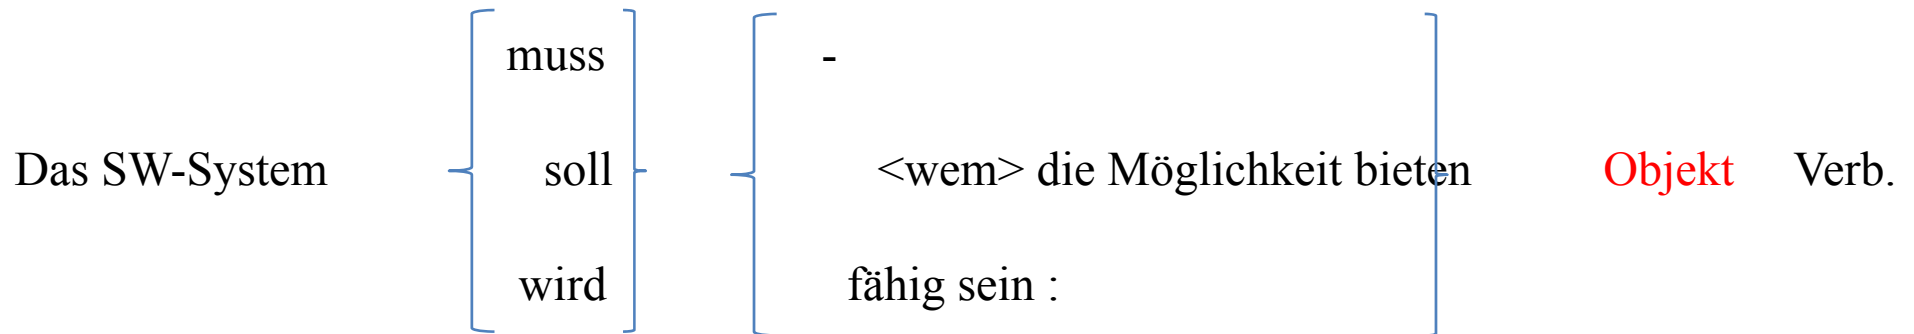 muss -
Das SW-System soll <wem> die Möglichkeit bieten Objekt Verb.
wird fähig sein :